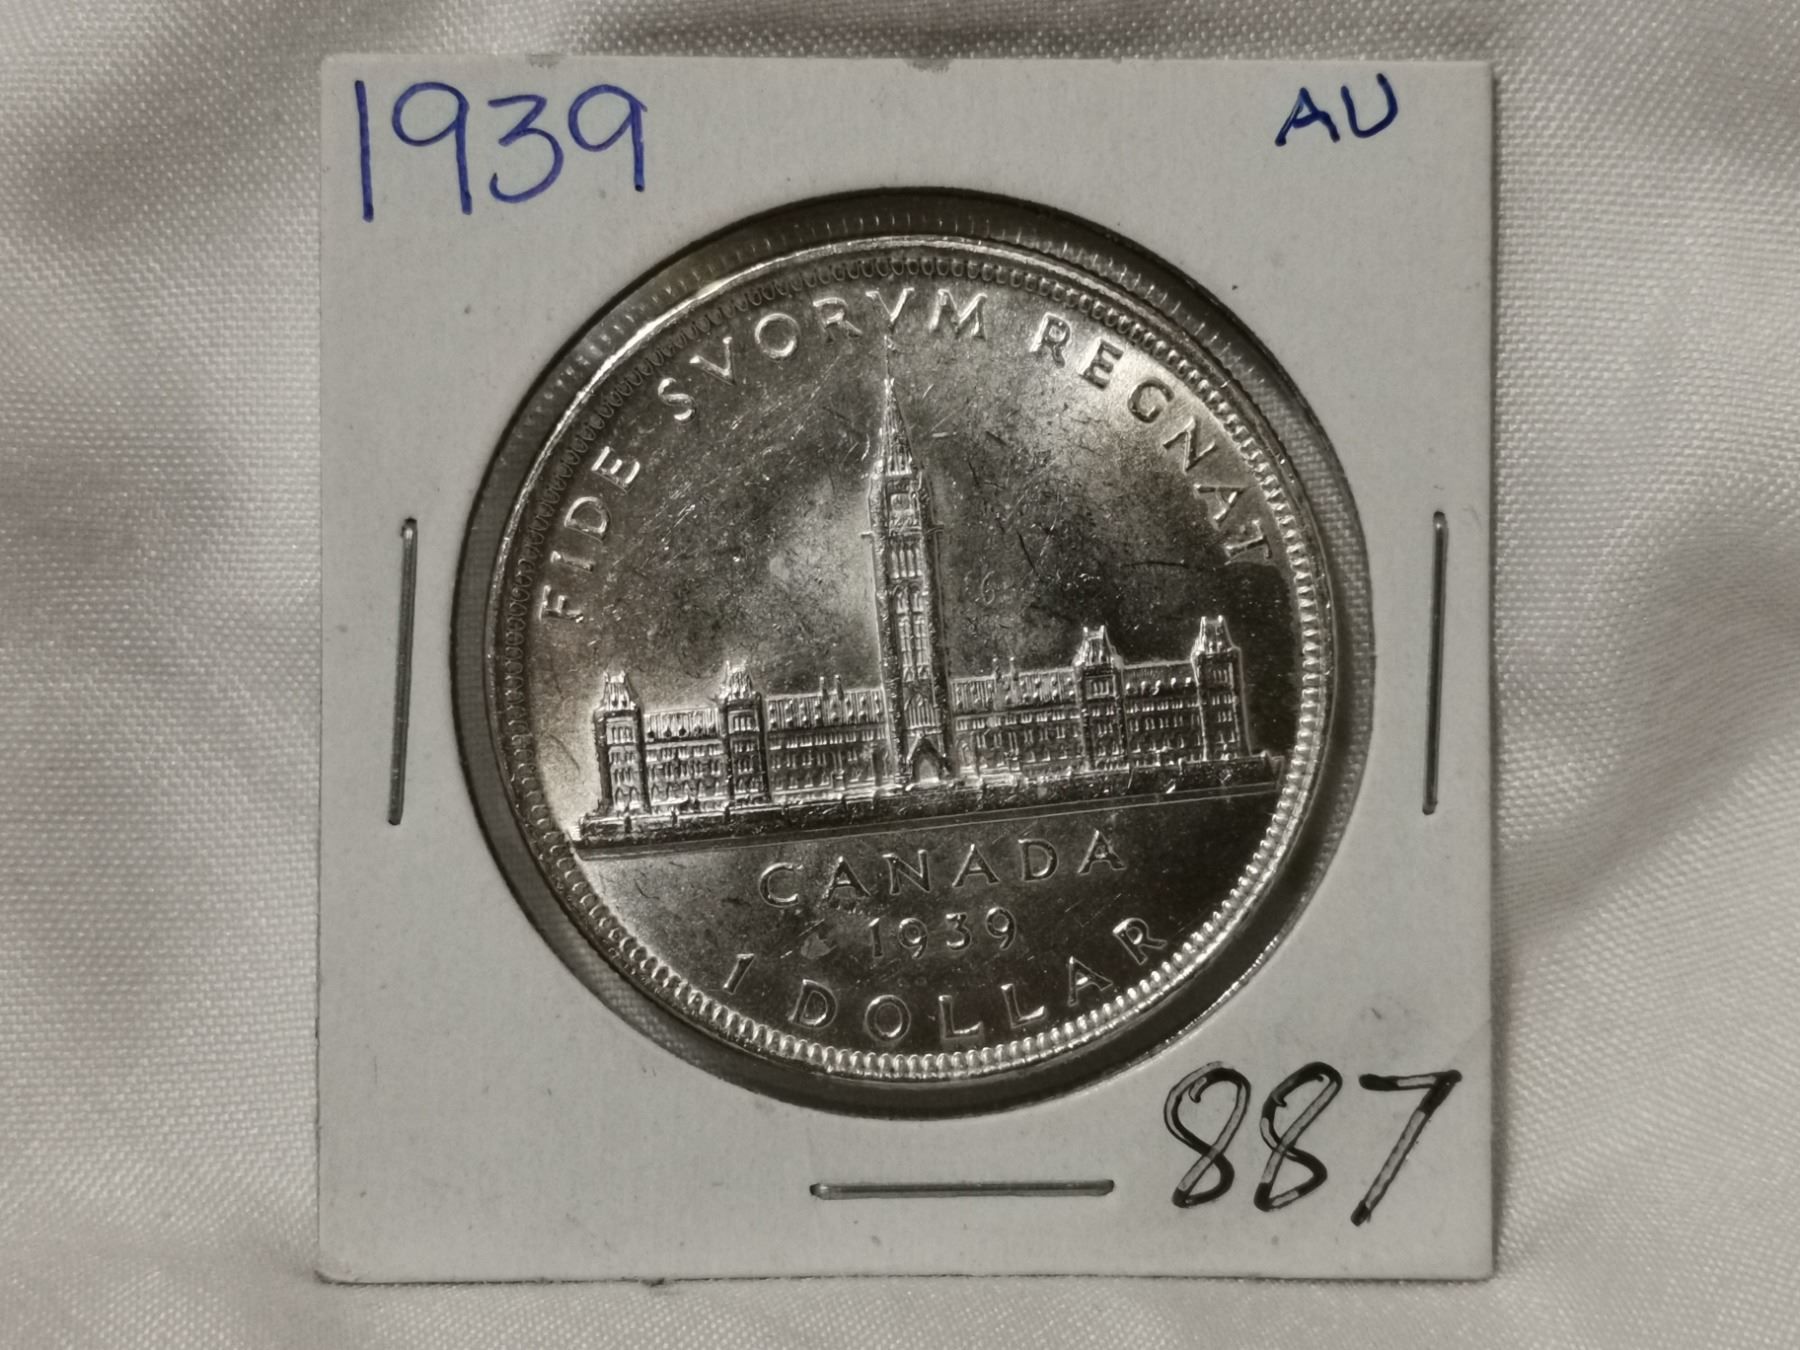 1939
AU
FIDE SVORVM REGNAT
CANADA
1939
1 DOLLAR
887